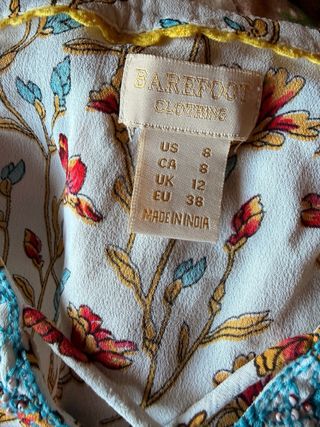 BAREFOOT
CLOTHING
US 8
CA 8
UK 12
EU 38
MADE IN INDIA